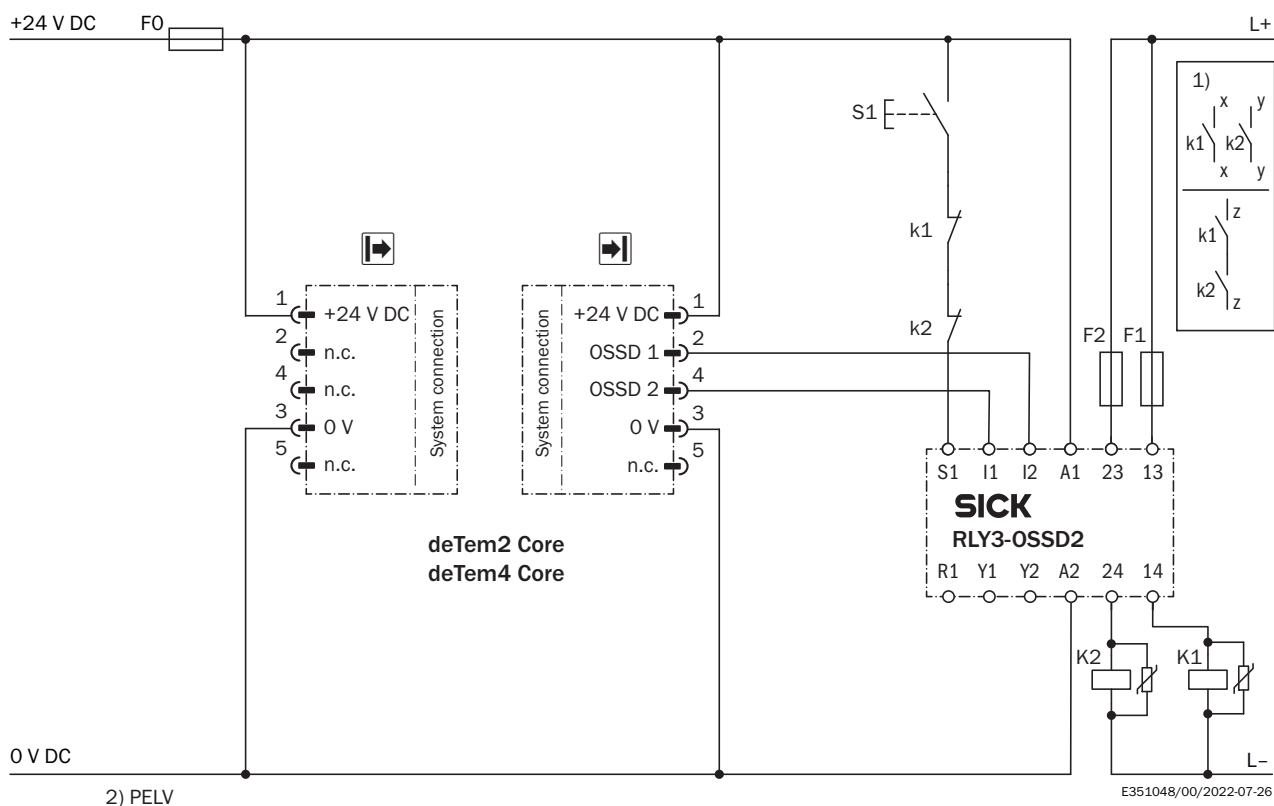 +24 V DC F0 L+
1)
x y
k1 k2
x y
z
k1
k2
z
S1
k1
k2
F2 F1
1 +24 V DC
2 n.c.
4 n.c.
3 0 V
5 n.c.
System connection
System connection
+24 V DC 1
OSSD 1 2
OSSD 2 4
0 V 3
n.c. 5
deTem2 Core
deTem4 Core
S1 I1 I2 A1 23 13
SICK
RLY3-OSSD2
R1 Y1 Y2 A2 24 14
K2 K1
0 V DC L–
2) PELV
E351048/00/2022-07-26